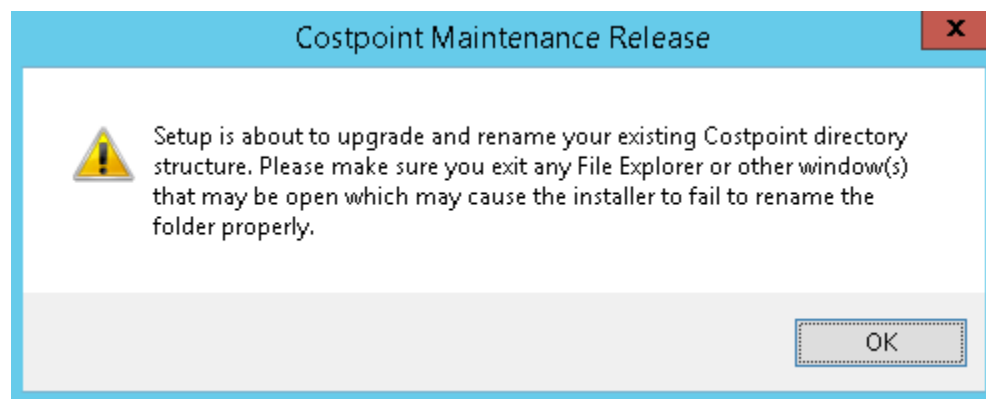 Costpoint Maintenance Release
Setup is about to upgrade and rename your existing Costpoint directory
structure. Please make sure you exit any File Explorer or other window(s)
that may be open which may cause the installer to fail to rename the
folder properly.
OK